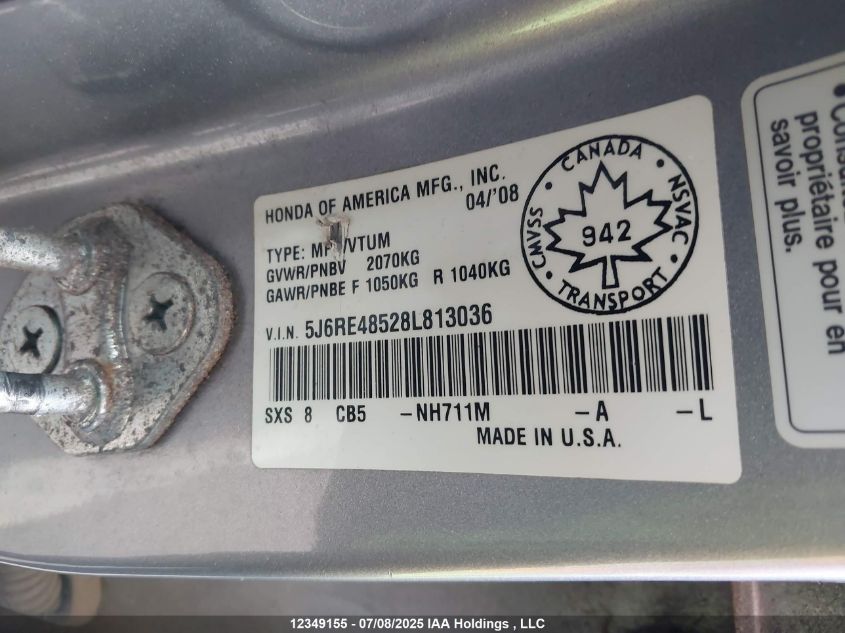 HONDA OF AMERICA MFG., INC.
04/'08
TYPE: VTUM
GVWR/PNBV 2070KG
GAWR/PNBE F 1050KG R 1040KG
V.I.N. 5J6RE48528L813036
SXS 8 CB5 -NH711M -A -L
MADE IN U.S.A.
CANADA
CMVSS 942 NSVAC
TRANSPORT
propriétaire pour en
savoir plus.
12349155 - 07/08/2025 IAA Holdings , LLC